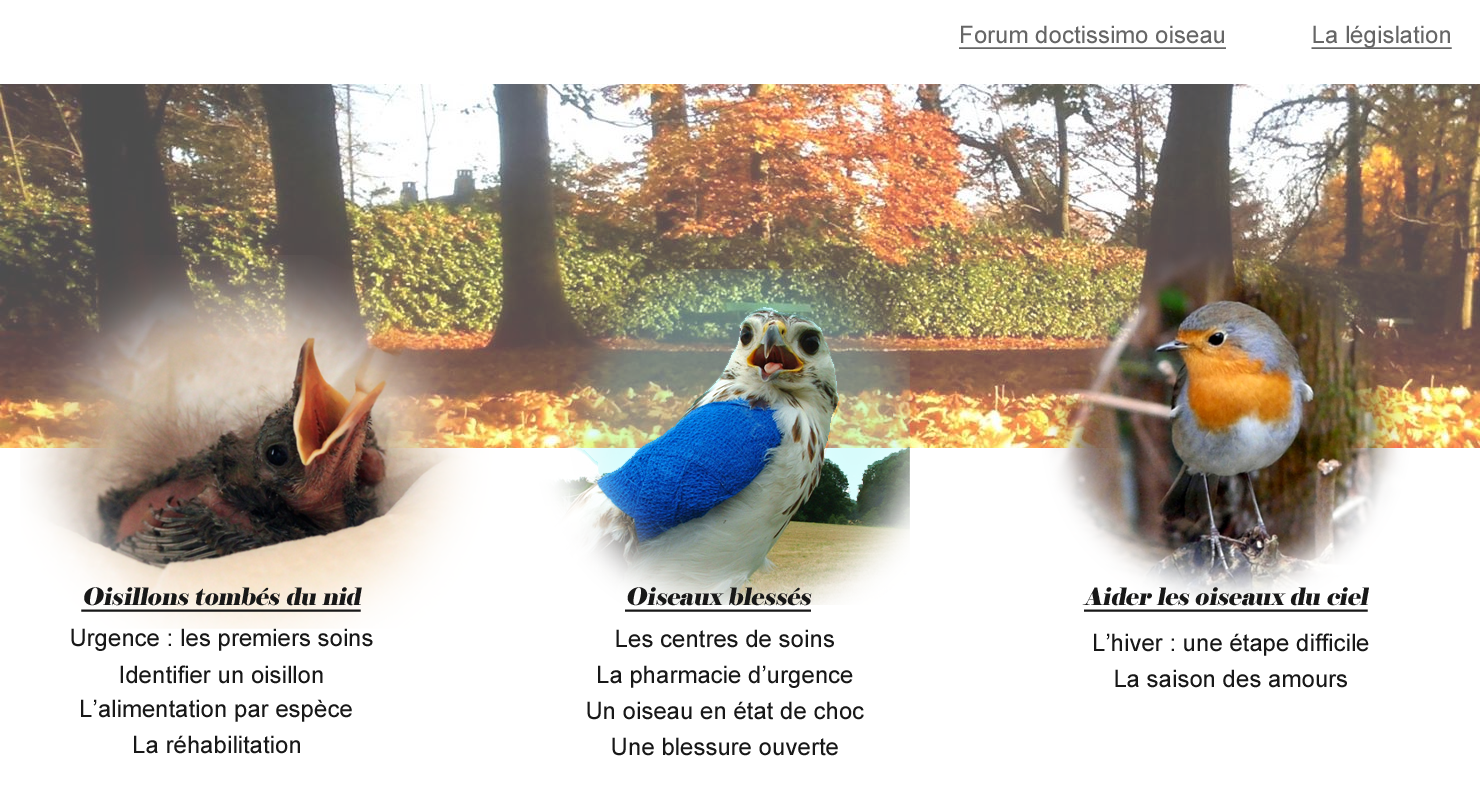 Forum doctissimo oiseau
La législation
Oisillons tombés du nid
Urgence : les premiers soins
Identifier un oisillon
L’alimentation par espèce
La réhabilitation
Oiseaux blessés
Les centres de soins
La pharmacie d’urgence
Un oiseau en état de choc
Une blessure ouverte
Aider les oiseaux du ciel
L’hiver : une étape difficile
La saison des amours